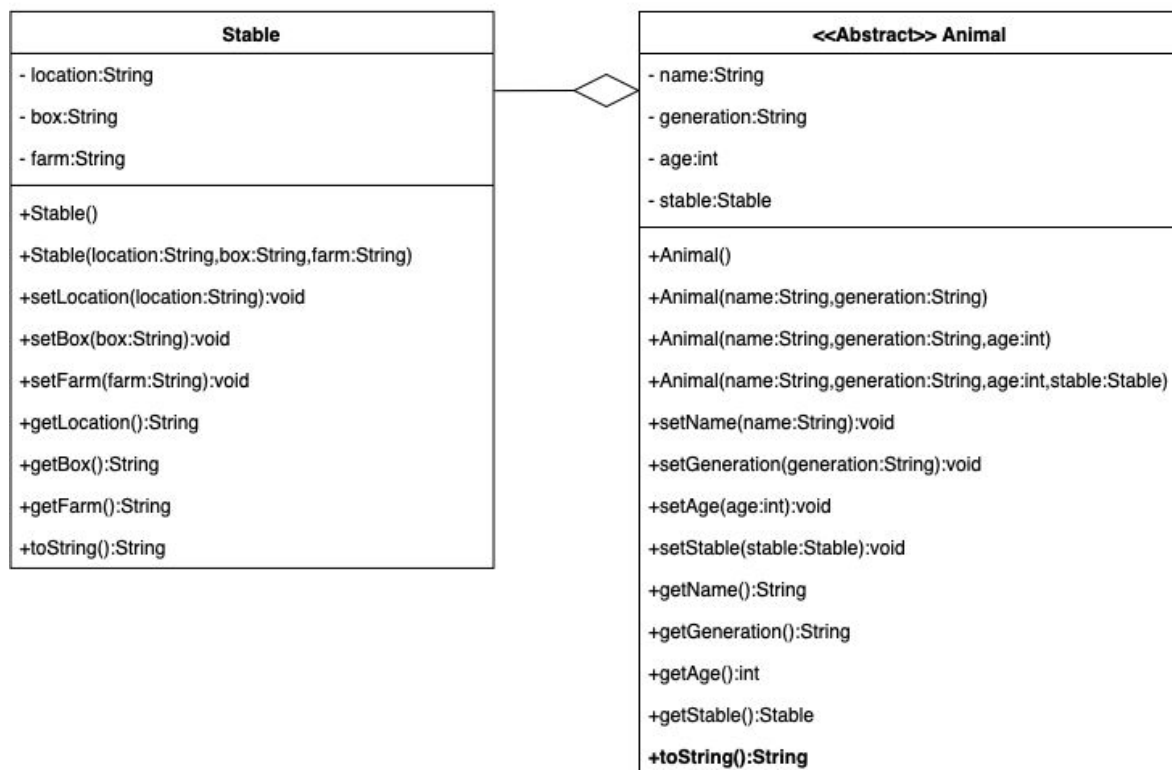 Stable
- location:String
- box:String
- farm:String
+Stable()
+Stable(location:String,box:String,farm:String)
+setLocation(location:String):void
+setBox(box:String):void
+setFarm(farm:String):void
+getLocation():String
+getBox():String
+getFarm():String
+toString():String
<<Abstract>> Animal
- name:String
- generation:String
- age:int
- stable:Stable
+Animal()
+Animal(name:String,generation:String)
+Animal(name:String,generation:String,age:int)
+Animal(name:String,generation:String,age:int,stable:Stable)
+setName(name:String):void
+setGeneration(generation:String):void
+setAge(age:int):void
+setStable(stable:Stable):void
+getName():String
+getGeneration():String
+getAge():int
+getStable():Stable
+toString():String